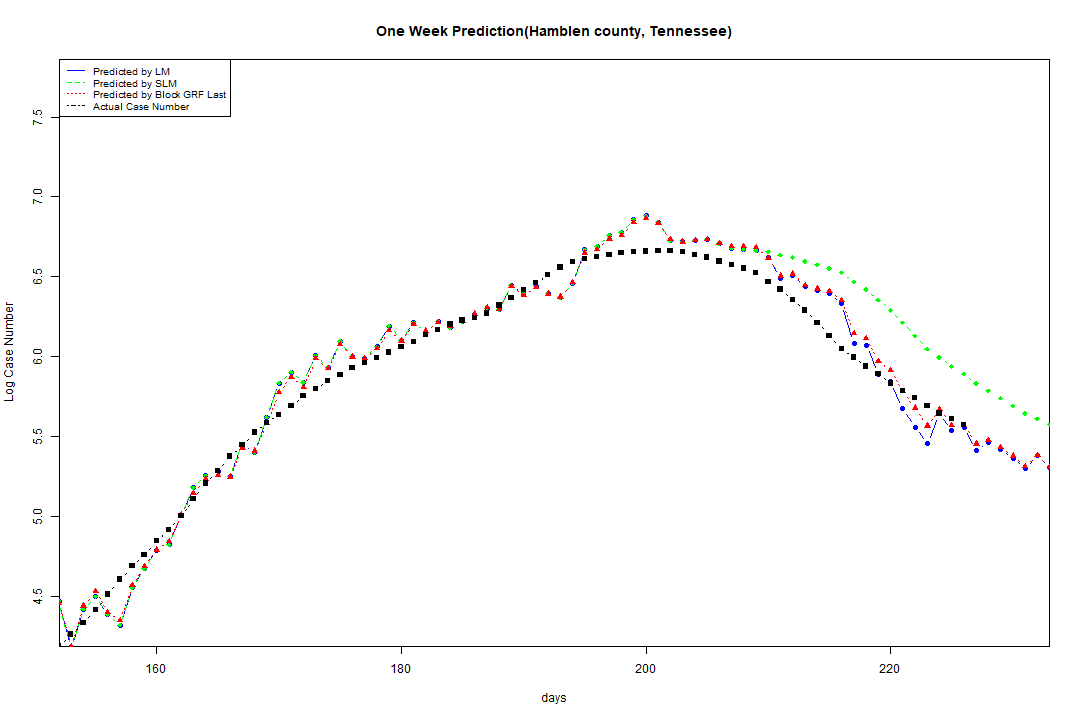 One Week Prediction(Hamblen county, Tennessee)
Predicted by LM
Predicted by SLM
Predicted by Block GRF Last
Actual Case Number
Log Case Number
7.5
7.0
6.5
6.0
5.5
5.0
4.5
160 180 200 220
days